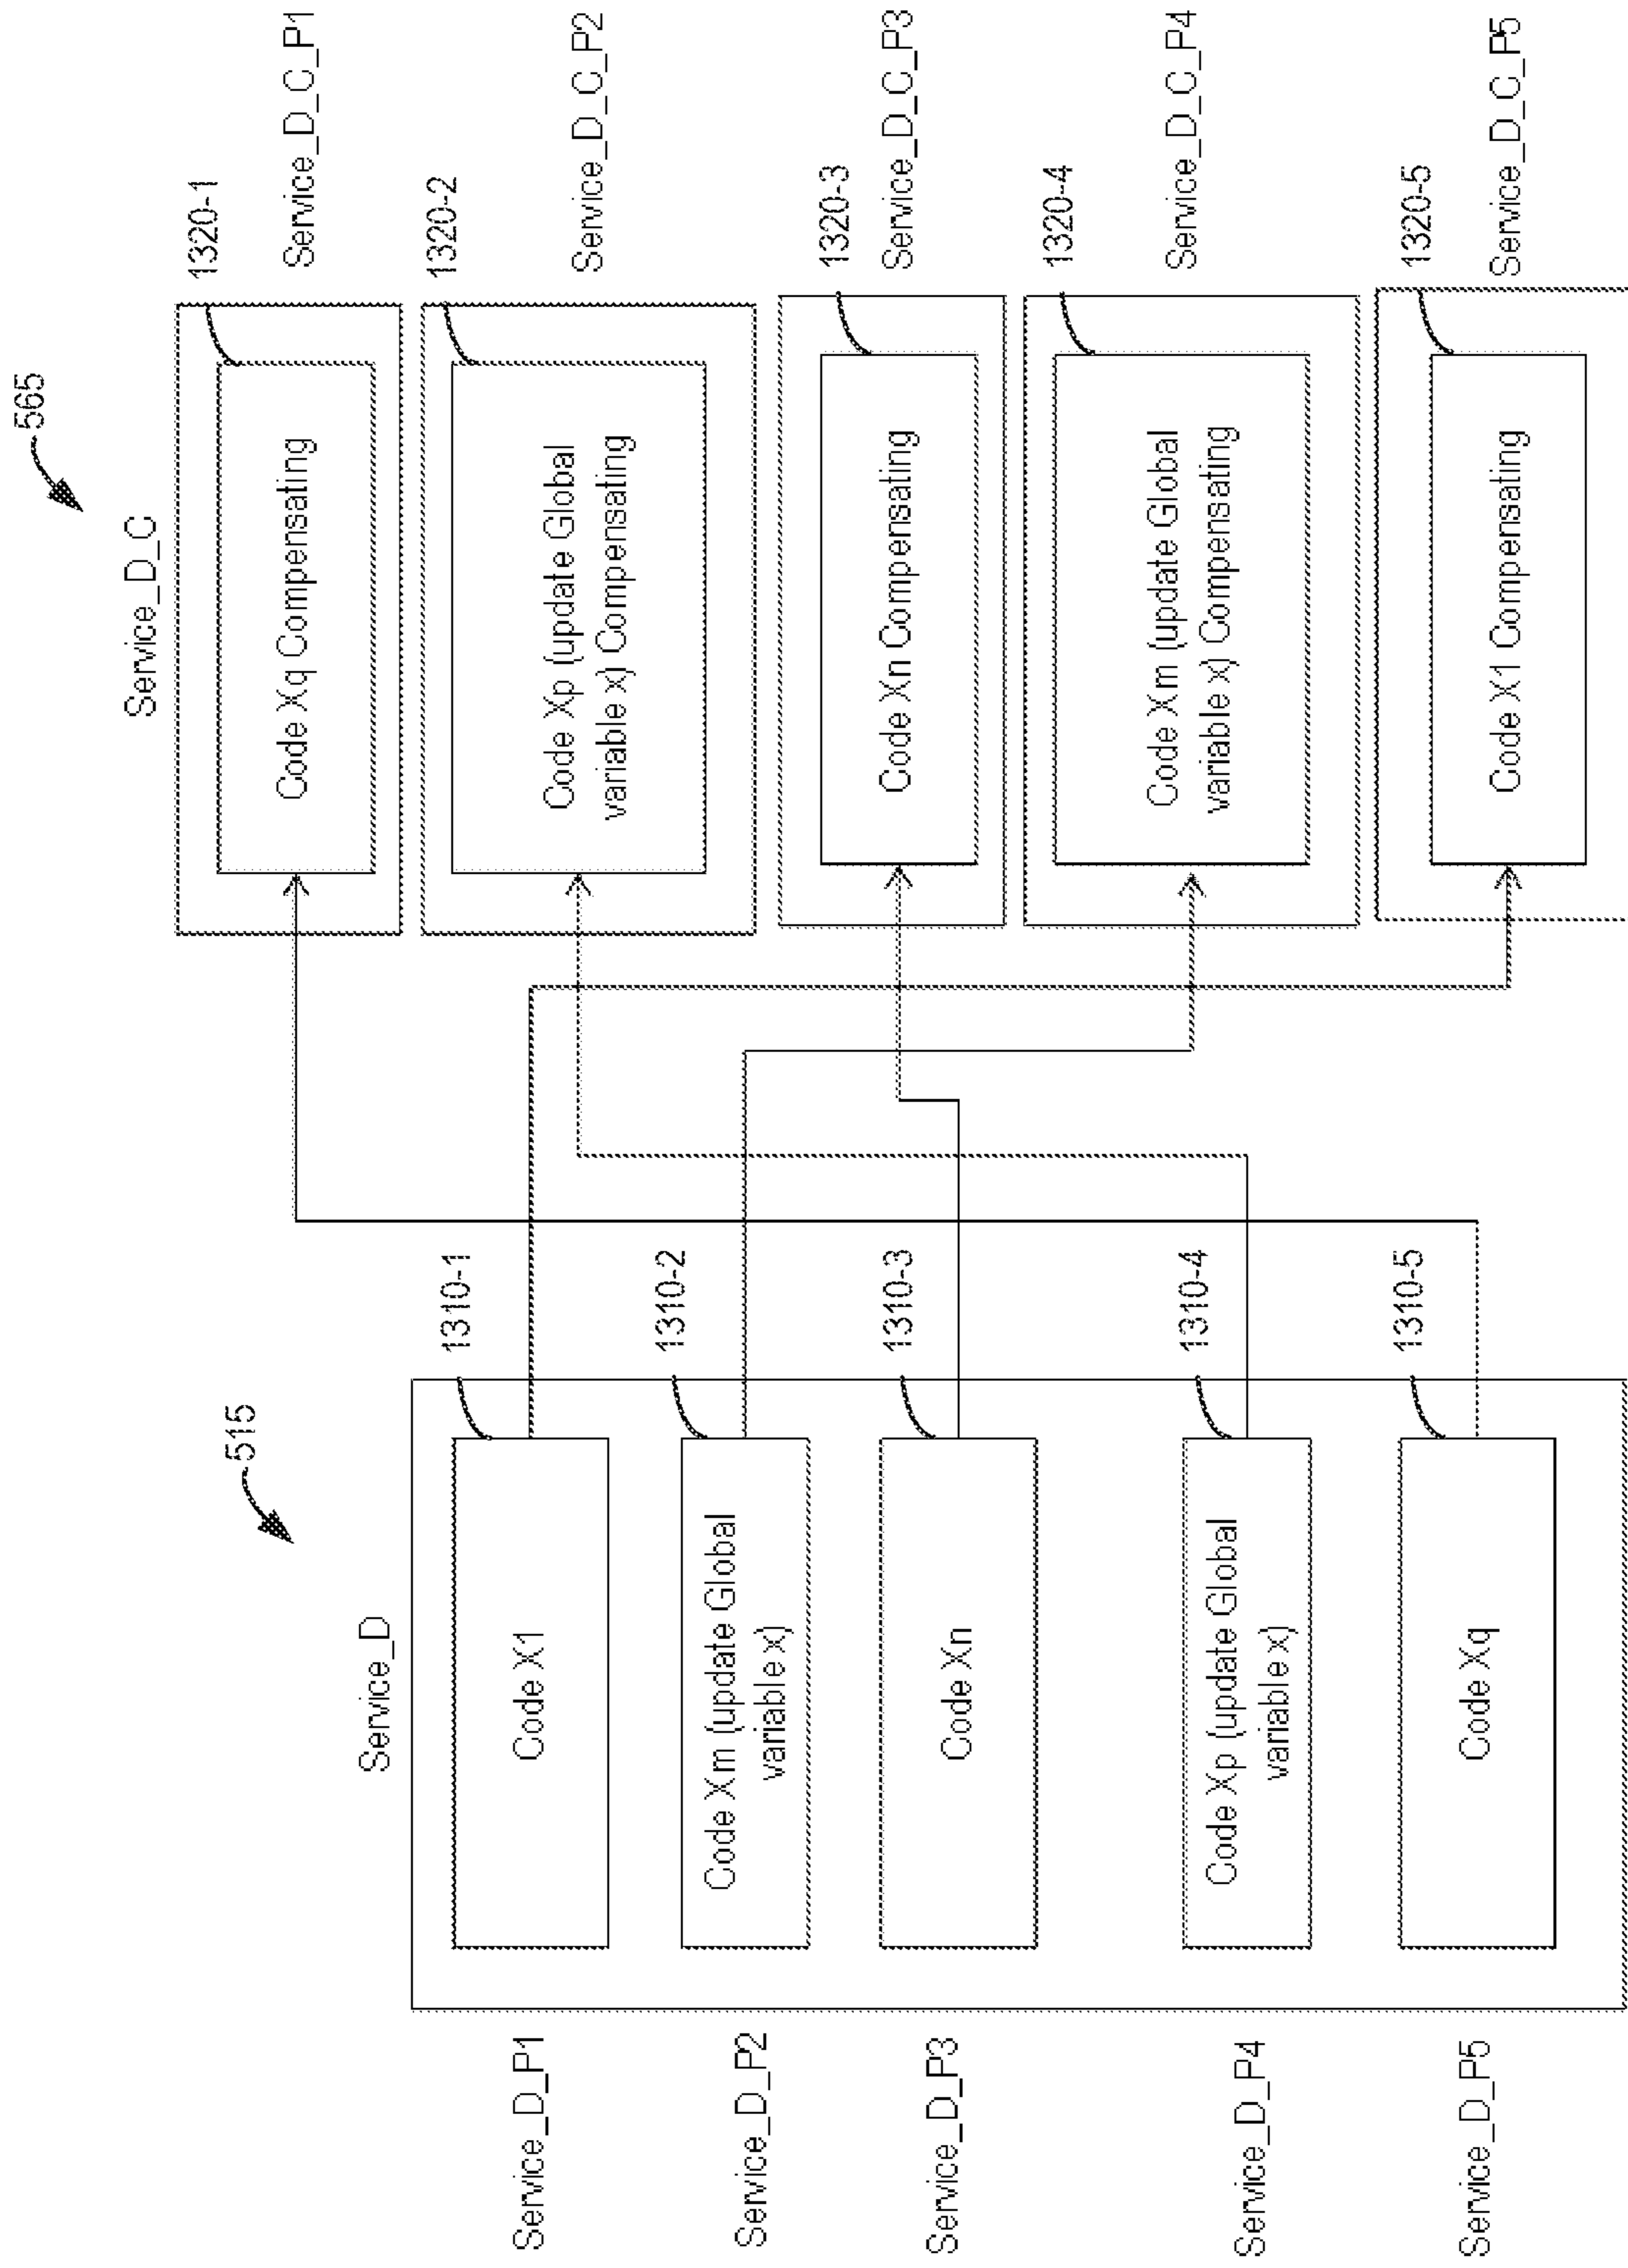 515
Service_D
Service_D_P1
Code X1
1310-1
Service_D_P2
Code Xm (update Global
variable x)
1310-2
Service_D_P3
Code Xn
1310-3
Service_D_P4
Code Xp (update Global
variable x)
1310-4
Service_D_P5
Code Xq
1310-5
565
Service_D_C
Code Xq Compensating
1320-1
Service_D_C_P1
Code Xp (update Global
variable x) Compensating
1320-2
Service_D_C_P2
Code Xn Compensating
1320-3
Service_D_C_P3
Code Xm (update Global
variable x) Compensating
1320-4
Service_D_C_P4
Code X1 Compensating
1320-5
Service_D_C_P5